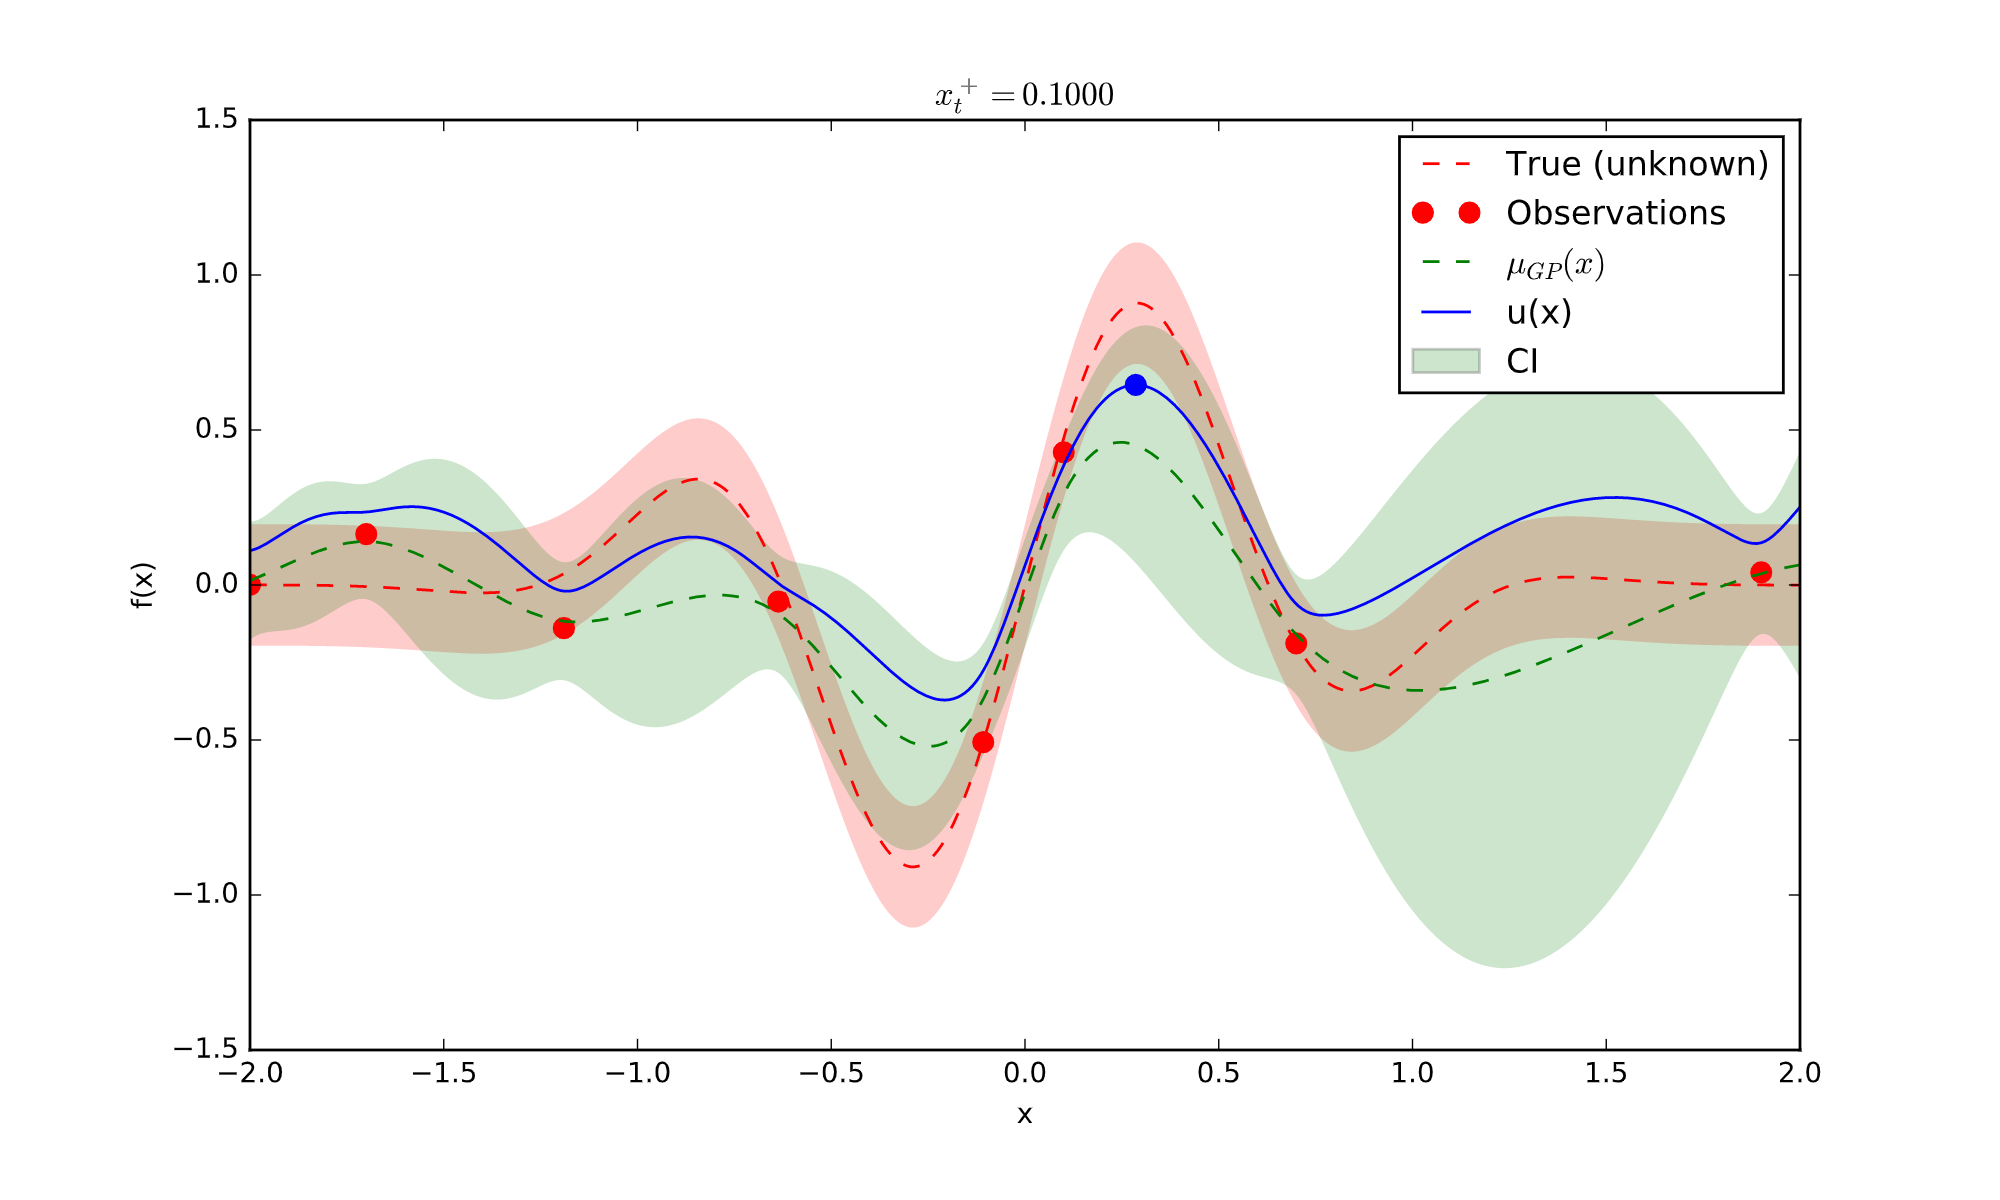 x_t^+ = 0.1000
1.5
1.0
0.5
0.0
−0.5
−1.0
−1.5
f(x)
True (unknown)
Observations
μ_{GP}(x)
u(x)
CI
−2.0 −1.5 −1.0 −0.5 0.0 0.5 1.0 1.5 2.0
x